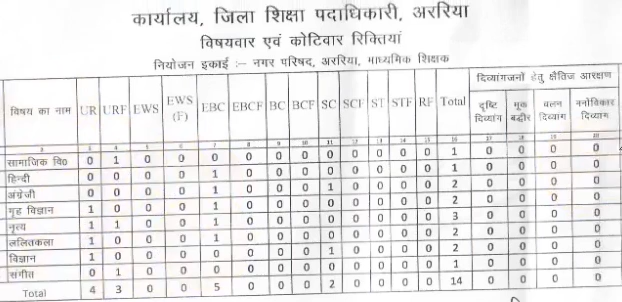 कार्यालय, जिला शिक्षा पदाधिकारी, अररिया
विषयवार एवं कोटिवार रिक्तियां
नियोजन इकाई :– नगर परिषद, अररिया, माध्यमिक शिक्षक
विषय का नाम UR URF EWS EWS (F) EBC EBCF BC BCF SC SCF ST STF RF Total दिव्यांगजनों हेतु क्षैतिज आरक्षण
दृष्टि दिव्यांग मूक बधीर चलन दिव्यांग मनोविकार दिव्यांग
2 3 4 5 6 7 8 9 10 11 12 13 14 15 16 17 18 19 20
सामाजिक वि0 0 1 0 0 0 0 0 0 0 0 0 0 0 1 0 0 0 0
हिन्दी 0 0 0 0 1 0 0 0 0 0 0 0 0 1 0 0 0 0
अंग्रेजी 0 0 0 0 1 0 0 0 1 0 0 0 0 2 0 0 0 0
गृह विज्ञान 1 0 0 0 1 0 0 0 0 0 0 0 0 2 0 0 0 0
नृत्य 1 1 0 0 1 0 0 0 0 0 0 0 0 3 0 0 0 0
ललितकला 1 0 0 0 1 0 0 0 0 0 0 0 0 2 0 0 0 0
विज्ञान 1 0 0 0 0 0 0 0 1 0 0 0 0 2 0 0 0 0
संगीत 0 1 0 0 0 0 0 0 0 0 0 0 0 1 0 0 0 0
Total 4 3 0 0 5 0 0 0 2 0 0 0 0 14 0 0 0 0